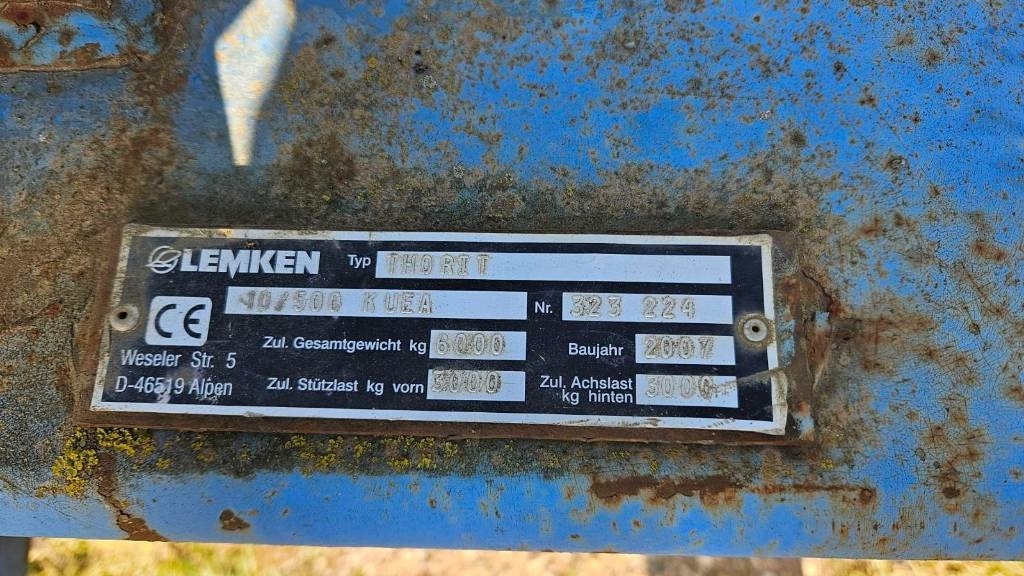 LEMKEN Typ THORIT
10/500 KUEA Nr. 323 224
CE
Zul. Gesamtgewicht kg 6000 Baujahr 2007
Weseler Str. 5
D-46519 Alpen
Zul. Stützlast kg vorn 3000 Zul. Achslast kg hinten 3000